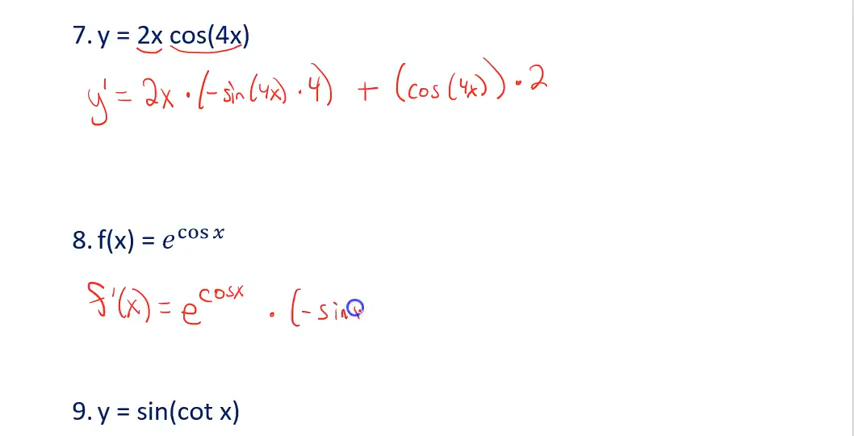 7. y = 2x cos(4x)
y' = 2x · (-sin(4x) · 4) + (cos(4x)) · 2
8. f(x) = e^{cos x}
f'(x) = e^{cosx} · (-sin
9. y = sin(cot x)